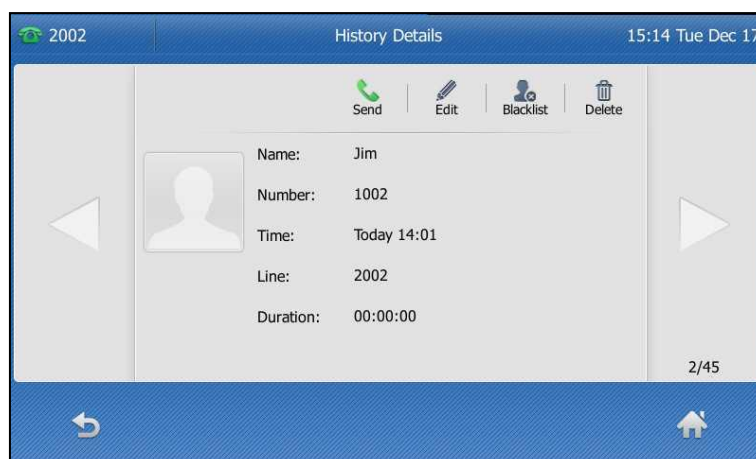 2002 History Details 15:14 Tue Dec 17
Send Edit Blacklist Delete
Name: Jim
Number: 1002
Time: Today 14:01
Line: 2002
Duration: 00:00:00
2/45